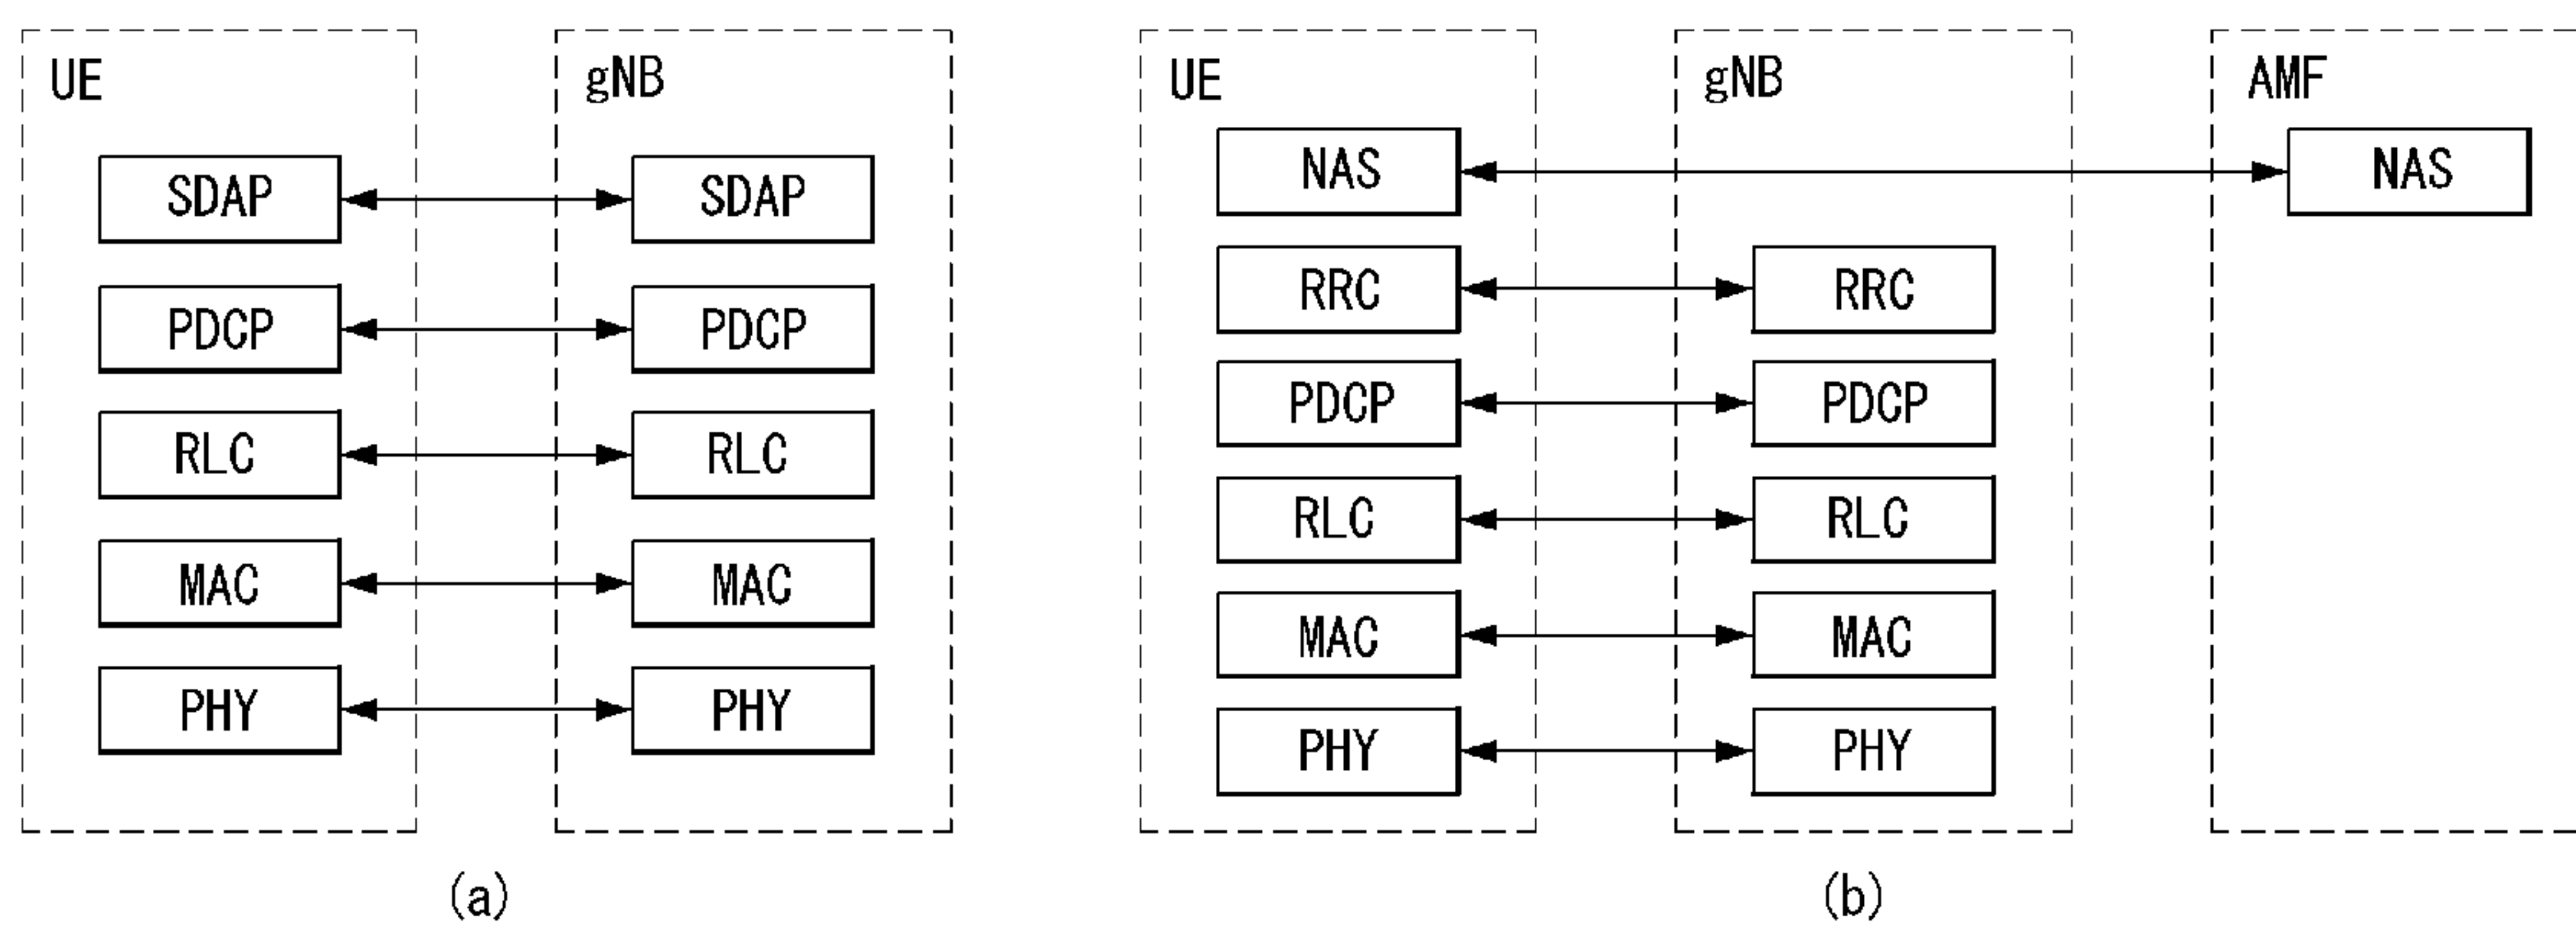 UE gNB
SDAP SDAP
PDCP PDCP
RLC RLC
MAC MAC
PHY PHY
(a)
UE gNB AMF
NAS NAS
RRC RRC
PDCP PDCP
RLC RLC
MAC MAC
PHY PHY
(b)